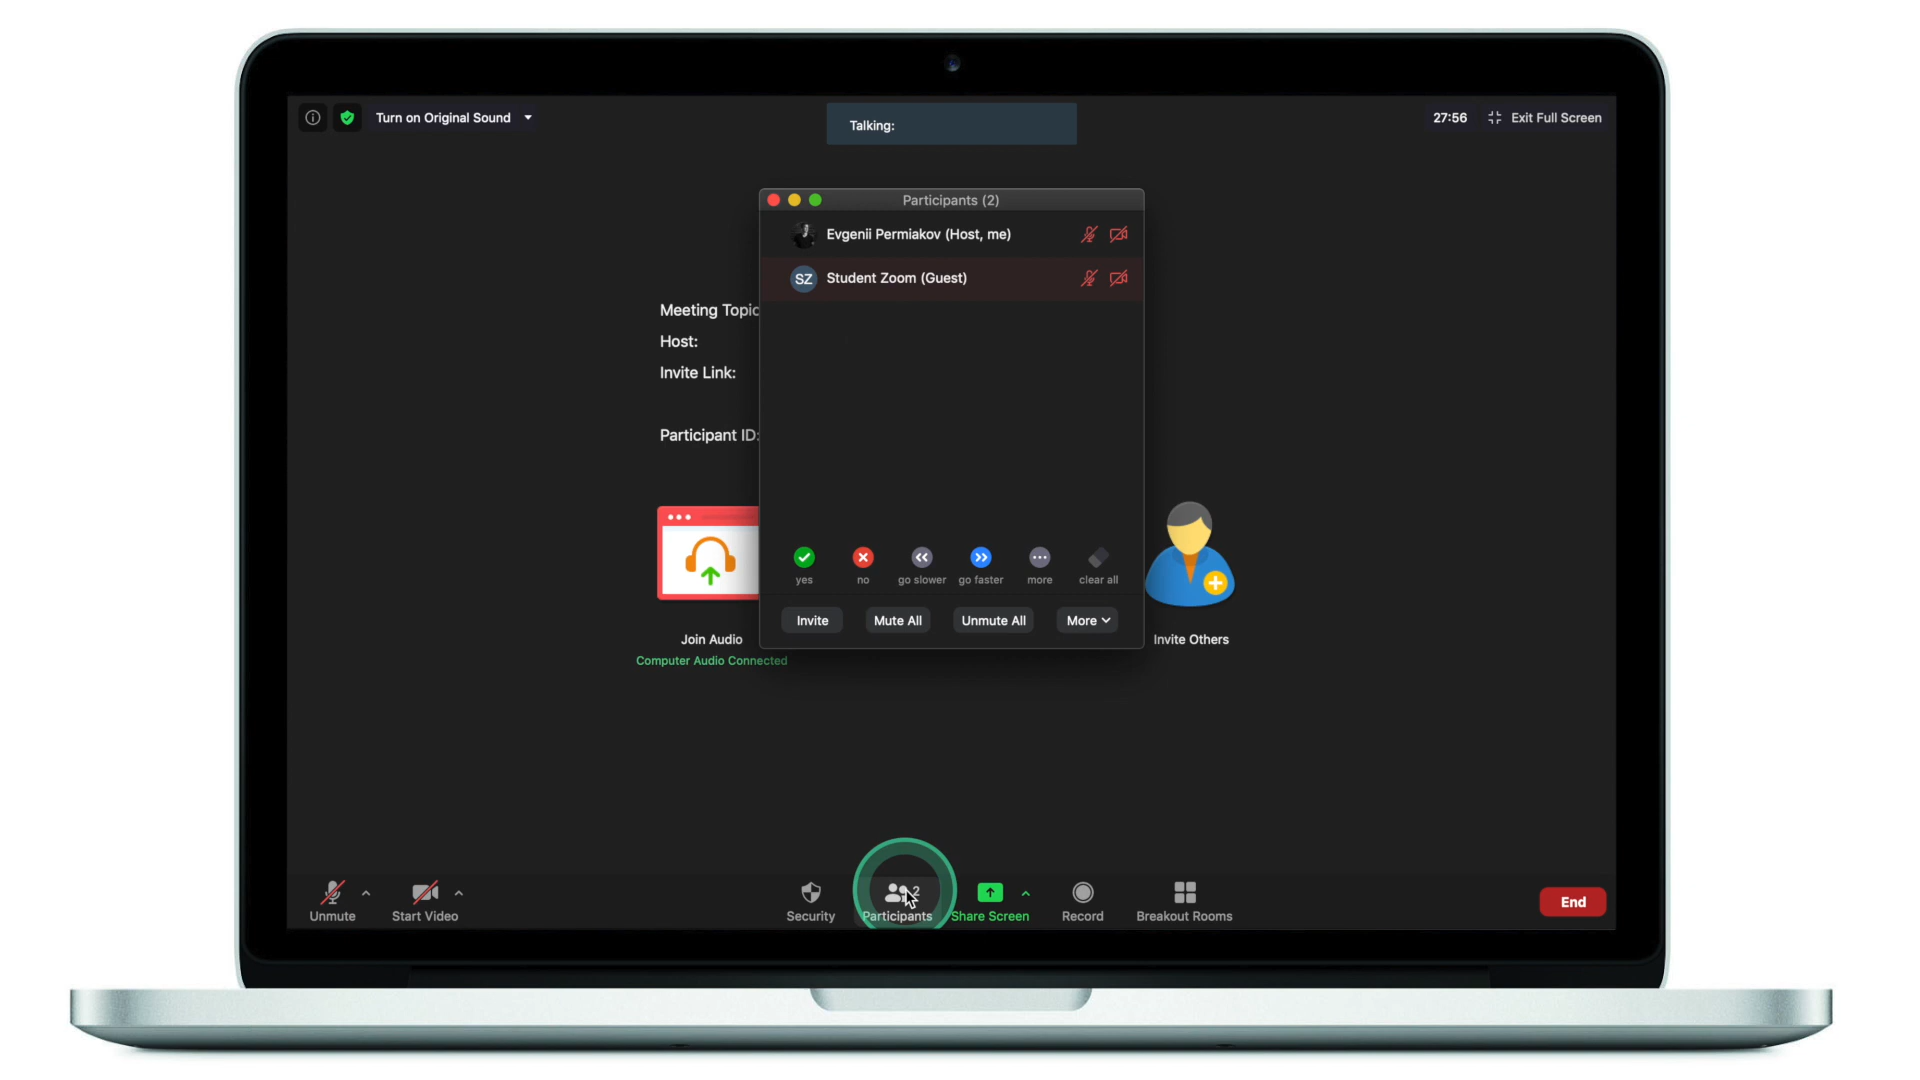 Turn on Original Sound
Talking:
27:56
Exit Full Screen
Participants (2)
Evgenii Permiakov (Host, me)
SZ
Student Zoom (Guest)
Meeting Topic
Host:
Invite Link:
Participant ID:
yes
no
go slower
go faster
more
clear all
Invite
Mute All
Unmute All
More
Join Audio
Computer Audio Connected
Invite Others
Unmute
Start Video
Security
2
Participants
Share Screen
Record
Breakout Rooms
End